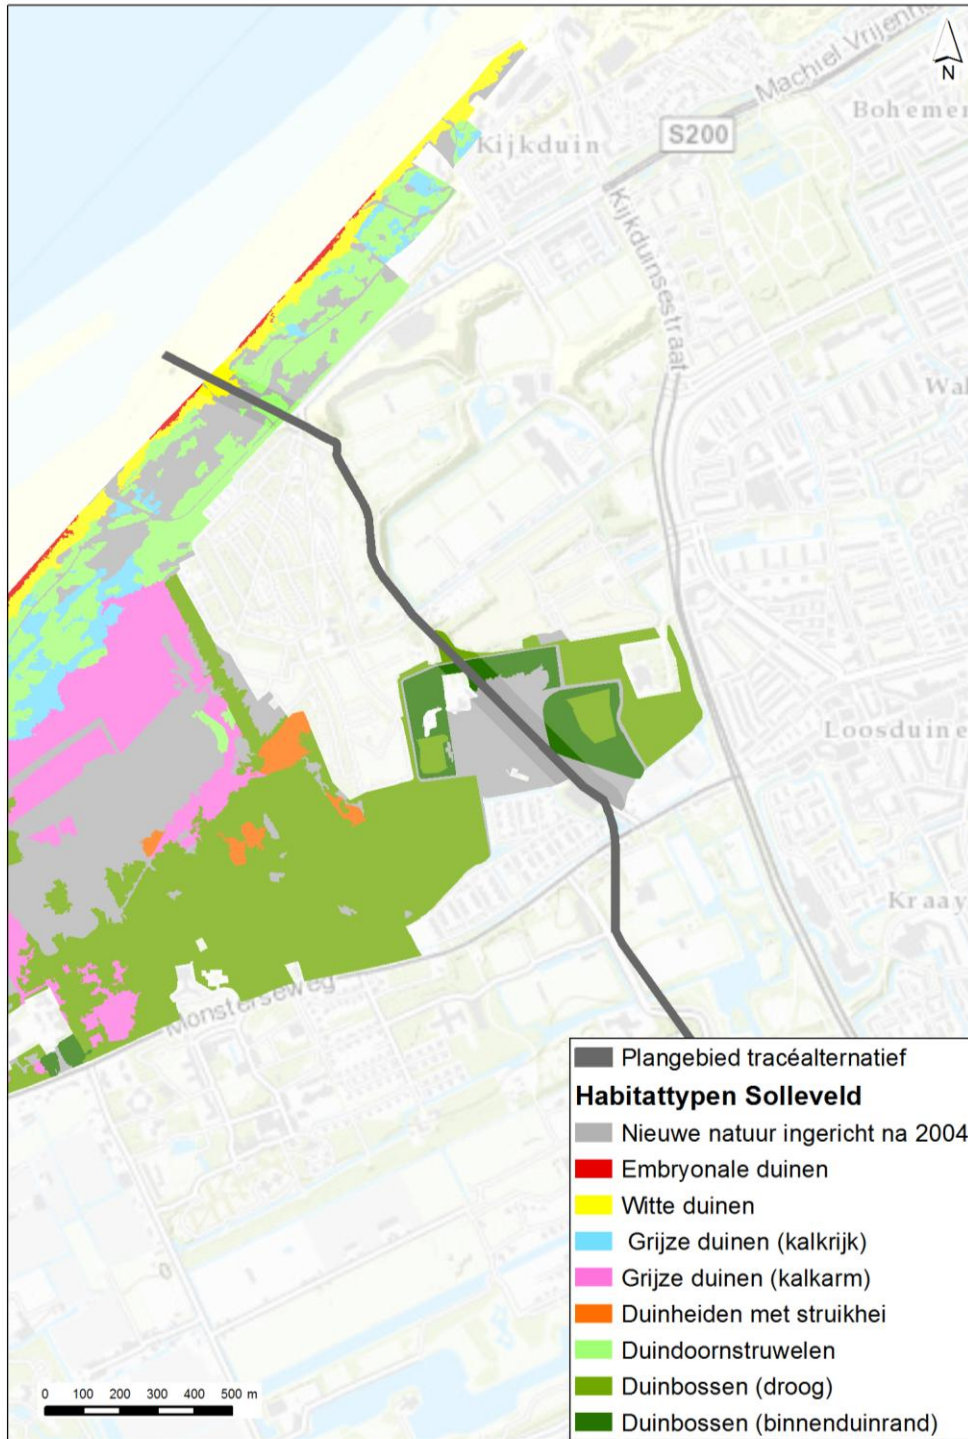 N
Machiel Vrijenh
Bohemen
S200
Kijkduin
Kijkduinsestraat
Wal
Loosduine
Kraay
Monsterseweg
0 100 200 300 400 500 m
Plangebied tracéalternatief
Habitattypen Solleveld
Nieuwe natuur ingericht na 2004
Embryonale duinen
Witte duinen
Grijze duinen (kalkrijk)
Grijze duinen (kalkarm)
Duinheiden met struikhei
Duindoornstruwelen
Duinbossen (droog)
Duinbossen (binnenduinrand)